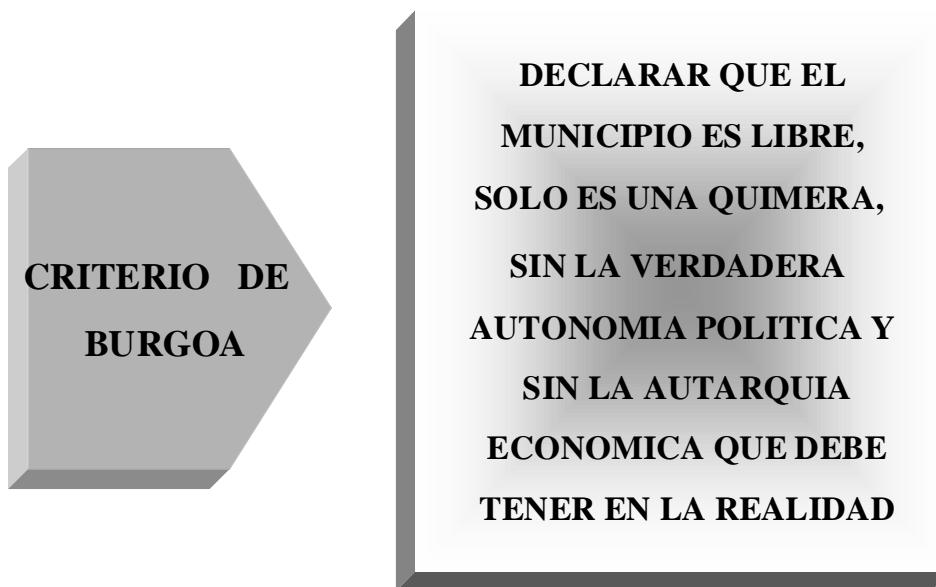 CRITERIO DE
BURGOA
DECLARAR QUE EL
MUNICIPIO ES LIBRE,
SOLO ES UNA QUIMERA,
SIN LA VERDADERA
AUTONOMIA POLITICA Y
SIN LA AUTARQUIA
ECONOMICA QUE DEBE
TENER EN LA REALIDAD